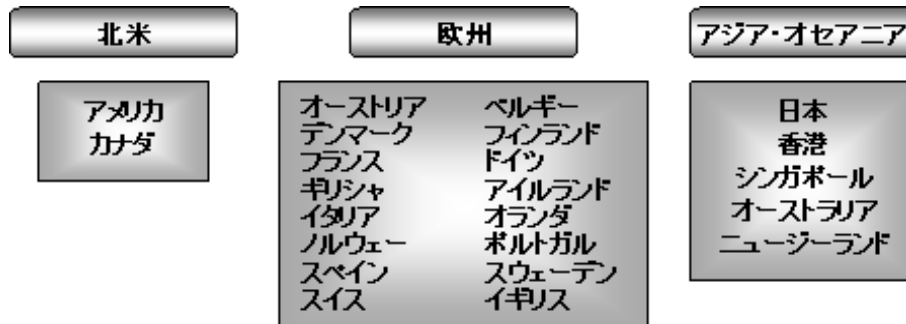 北米
アメリカ
カナダ
欧州
オーストリア ベルギー
デンマーク フィンランド
フランス ドイツ
ギリシャ アイルランド
イタリア オランダ
ノルウェー ポルトガル
スペイン スウェーデン
スイス イギリス
アジア・オセアニア
日本
香港
シンガポール
オーストラリア
ニュージーランド